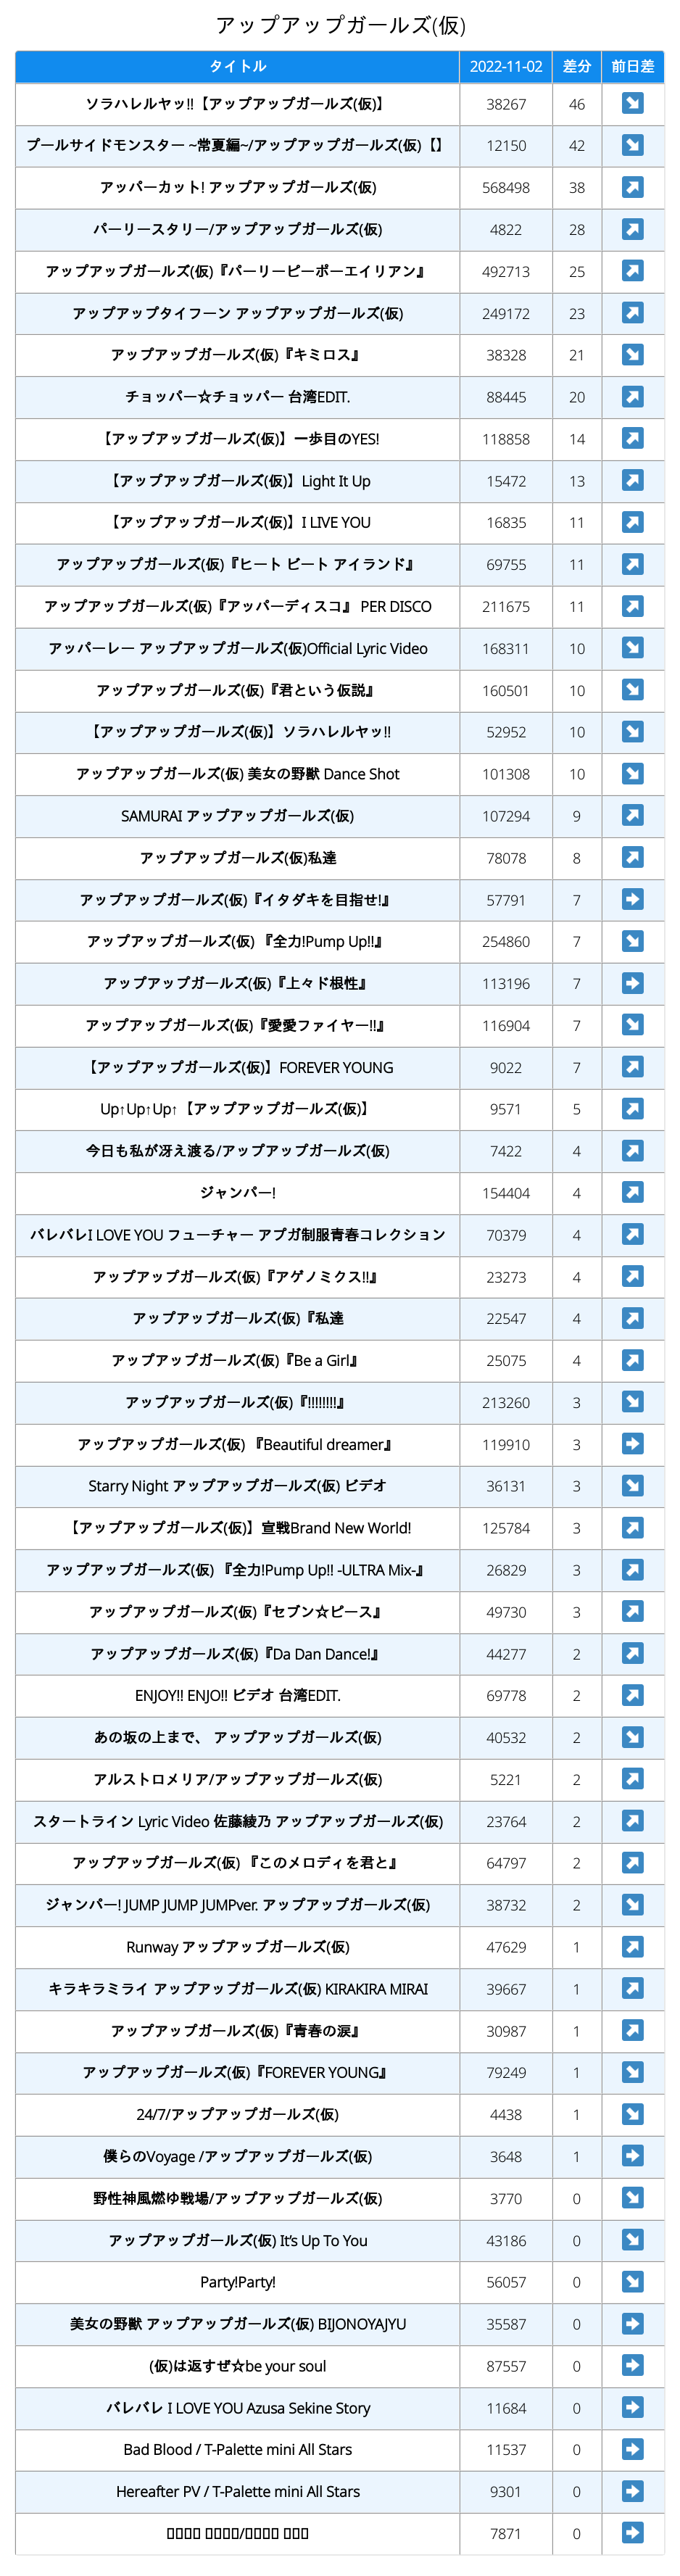 アップアップガールズ(仮)
タイトル 2022-11-02 差分 前日差
ソラハレルヤッ!!【アップアップガールズ(仮)】 38267 46 ↘
プールサイドモンスター ~常夏編~/アップアップガールズ(仮)【】 12150 42 ↘
アッパーカット! アップアップガールズ(仮) 568498 38 ↗
パーリースタリー/アップアップガールズ(仮) 4822 28 ↗
アップアップガールズ(仮)『パーリーピーポーエイリアン』 492713 25 ↗
アップアップタイフーン アップアップガールズ(仮) 249172 23 ↗
アップアップガールズ(仮)『キミロス』 38328 21 ↘
チョッパー☆チョッパー 台湾EDIT. 88445 20 ↗
【アップアップガールズ(仮)】一歩目のYES! 118858 14 ↗
【アップアップガールズ(仮)】Light It Up 15472 13 ↗
【アップアップガールズ(仮)】I LIVE YOU 16835 11 ↗
アップアップガールズ(仮)『ヒート ビート アイランド』 69755 11 ↗
アップアップガールズ(仮)『アッパーディスコ』 PER DISCO 211675 11 ↗
アッパーレー アップアップガールズ(仮)Official Lyric Video 168311 10 ↘
アップアップガールズ(仮)『君という仮説』 160501 10 ↘
【アップアップガールズ(仮)】ソラハレルヤッ!! 52952 10 ↘
アップアップガールズ(仮) 美女の野獣 Dance Shot 101308 10 ↘
SAMURAI アップアップガールズ(仮) 107294 9 ↗
アップアップガールズ(仮)私達 78078 8 ↗
アップアップガールズ(仮)『イタダキを目指せ!』 57791 7 →
アップアップガールズ(仮) 『全力!Pump Up!!』 254860 7 ↘
アップアップガールズ(仮)『上々ド根性』 113196 7 →
アップアップガールズ(仮)『愛愛ファイヤー!!』 116904 7 ↘
【アップアップガールズ(仮)】FOREVER YOUNG 9022 7 ↗
Up↑Up↑Up↑【アップアップガールズ(仮)】 9571 5 ↗
今日も私が冴え渡る/アップアップガールズ(仮) 7422 4 ↗
ジャンパー! 154404 4 ↗
バレバレI LOVE YOU フューチャー アプガ制服青春コレクション 70379 4 ↗
アップアップガールズ(仮)『アゲノミクス!!』 23273 4 ↗
アップアップガールズ(仮)『私達 22547 4 ↗
アップアップガールズ(仮)『Be a Girl』 25075 4 ↗
アップアップガールズ(仮)『!!!!!!!!』 213260 3 ↘
アップアップガールズ(仮) 『Beautiful dreamer』 119910 3 →
Starry Night アップアップガールズ(仮) ビデオ 36131 3 ↘
【アップアップガールズ(仮)】宣戦Brand New World! 125784 3 ↗
アップアップガールズ(仮) 『全力!Pump Up!! -ULTRA Mix-』 26829 3 ↗
アップアップガールズ(仮)『セブン☆ピース』 49730 3 ↗
アップアップガールズ(仮)『Da Dan Dance!』 44277 2 ↗
ENJOY!! ENJO!! ビデオ 台湾EDIT. 69778 2 ↗
あの坂の上まで、 アップアップガールズ(仮) 40532 2 ↘
アルストロメリア/アップアップガールズ(仮) 5221 2 ↗
スタートライン Lyric Video 佐藤綾乃 アップアップガールズ(仮) 23764 2 ↗
アップアップガールズ(仮) 『このメロディを君と』 64797 2 ↗
ジャンパー! JUMP JUMP JUMPver. アップアップガールズ(仮) 38732 2 ↘
Runway アップアップガールズ(仮) 47629 1 ↗
キラキラミライ アップアップガールズ(仮) KIRAKIRA MIRAI 39667 1 ↗
アップアップガールズ(仮)『青春の涙』 30987 1 ↗
アップアップガールズ(仮)『FOREVER YOUNG』 79249 1 ↘
24/7/アップアップガールズ(仮) 4438 1 ↘
僕らのVoyage /アップアップガールズ(仮) 3648 1 →
野性神風燃ゆ戦場/アップアップガールズ(仮) 3770 0 ↘
アップアップガールズ(仮) It’s Up To You 43186 0 ↘
Party!Party! 56057 0 ↘
美女の野獣 アップアップガールズ(仮) BIJONOYAJYU 35587 0 →
(仮)は返すぜ☆be your soul 87557 0 →
バレバレ I LOVE YOU Azusa Sekine Story 11684 0 →
Bad Blood / T-Palette mini All Stars 11537 0 →
Hereafter PV / T-Palette mini All Stars 9301 0 →
7871 0 →